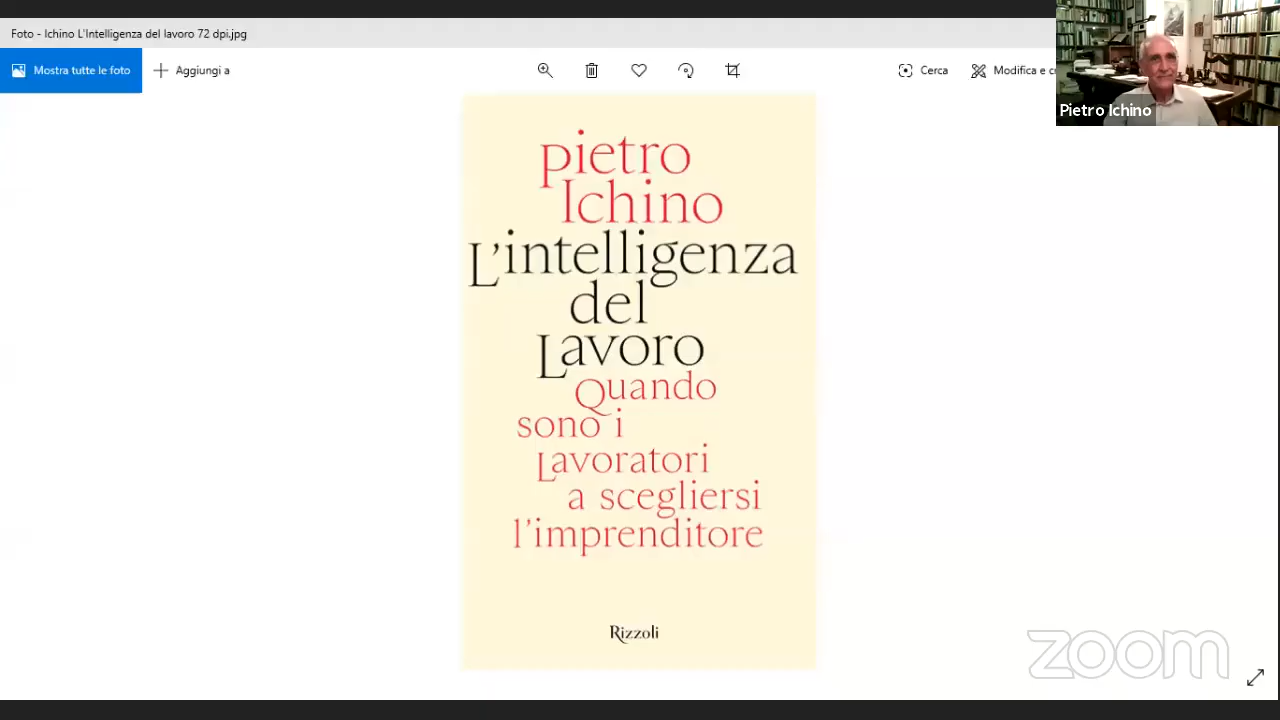 Foto - Ichino L'Intelligenza del lavoro 72 dpi.jpg
Mostra tutte le foto
Aggiungi a
Cerca
Modifica e c
Pietro Ichino
pietro
Ichino
L'intelligenza
del
Lavoro
Quando
sono i
Lavoratori
a scegliersi
l'imprenditore
Rizzoli
zoom